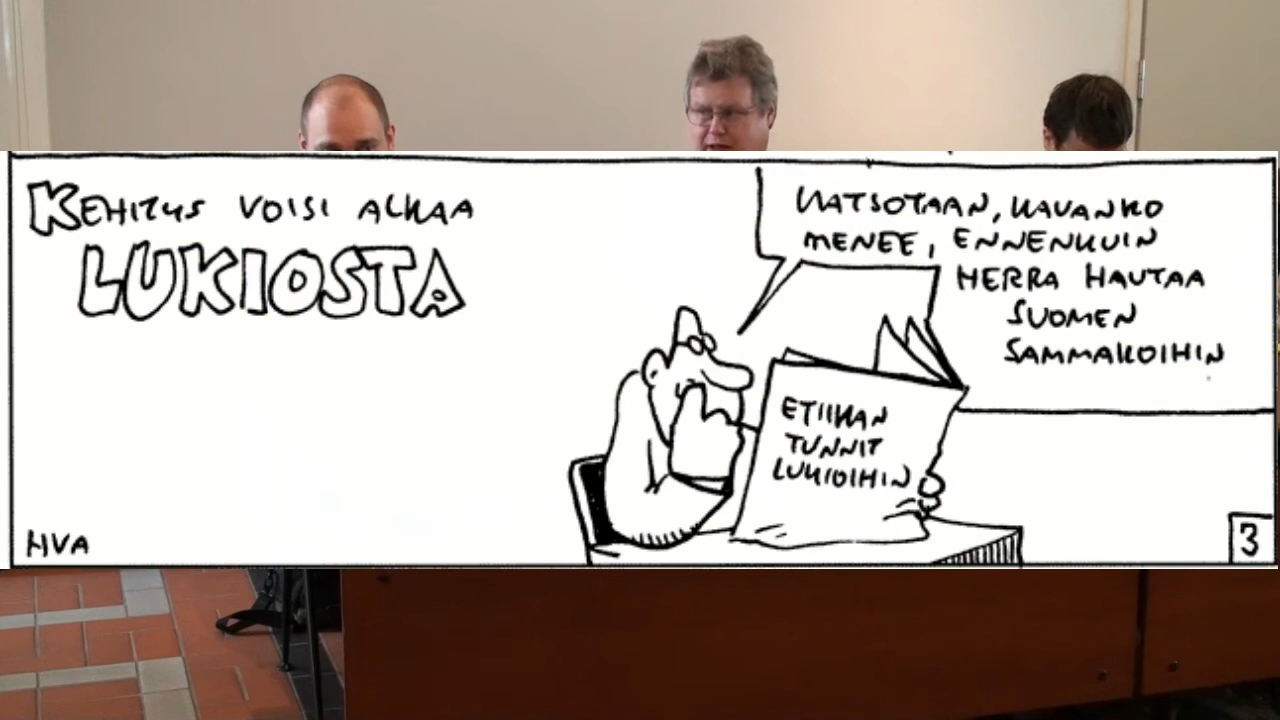 KEHITYS VOISI ALKAA
LUKIOSTA
KATSOTAAN, KAUANKO
MENEE, ENNENKUIN
HERRA HAUTAA
SUOMEN
SAMMAKOIHIN
ETIIKAN
TUNNIT
LUKIOIHIN
HVA
3